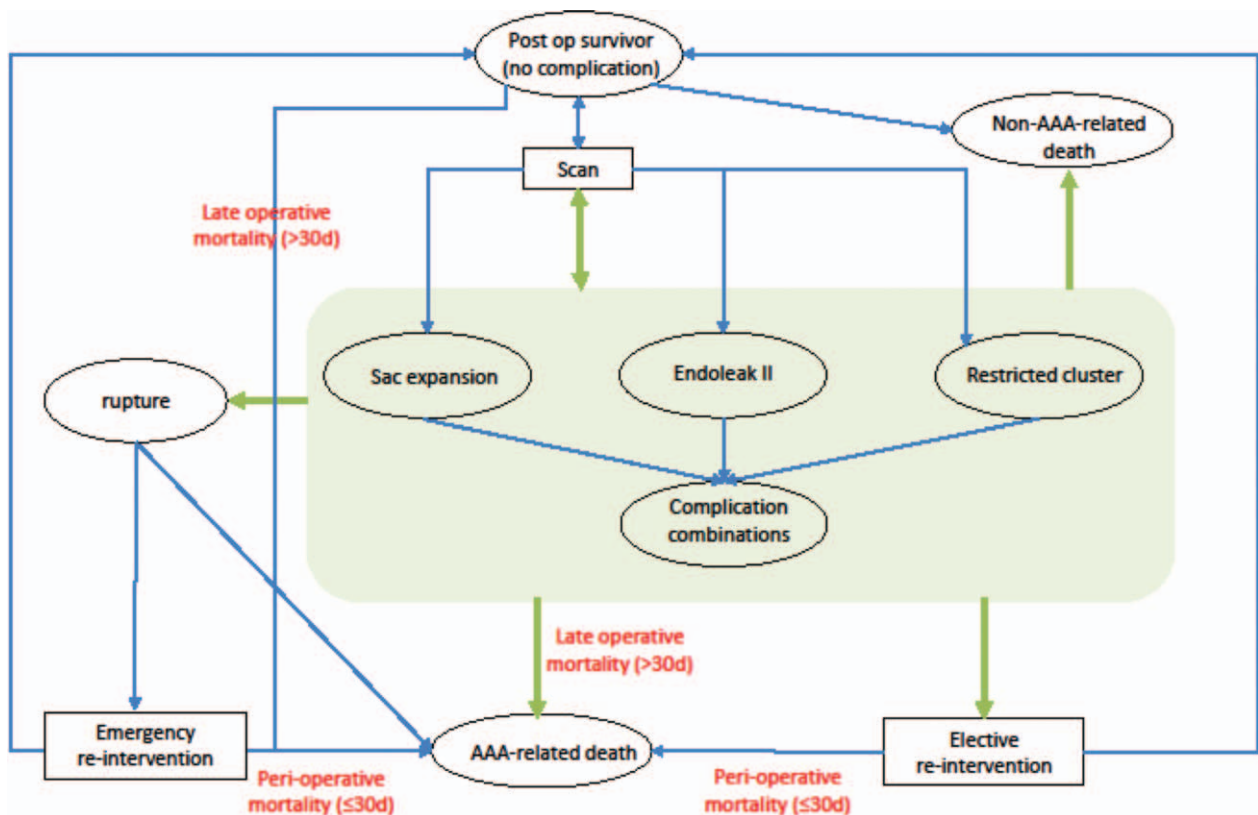 Post op survivor
(no complication)
Non-AAA-related
death
Scan
Late operative
mortality (>30d)
Sac expansion
Endoleak II
Restricted cluster
rupture
Complication
combinations
Late operative
mortality (>30d)
Emergency
re-intervention
AAA-related death
Elective
re-intervention
Peri-operative
mortality (≤30d)
Peri-operative
mortality (≤30d)